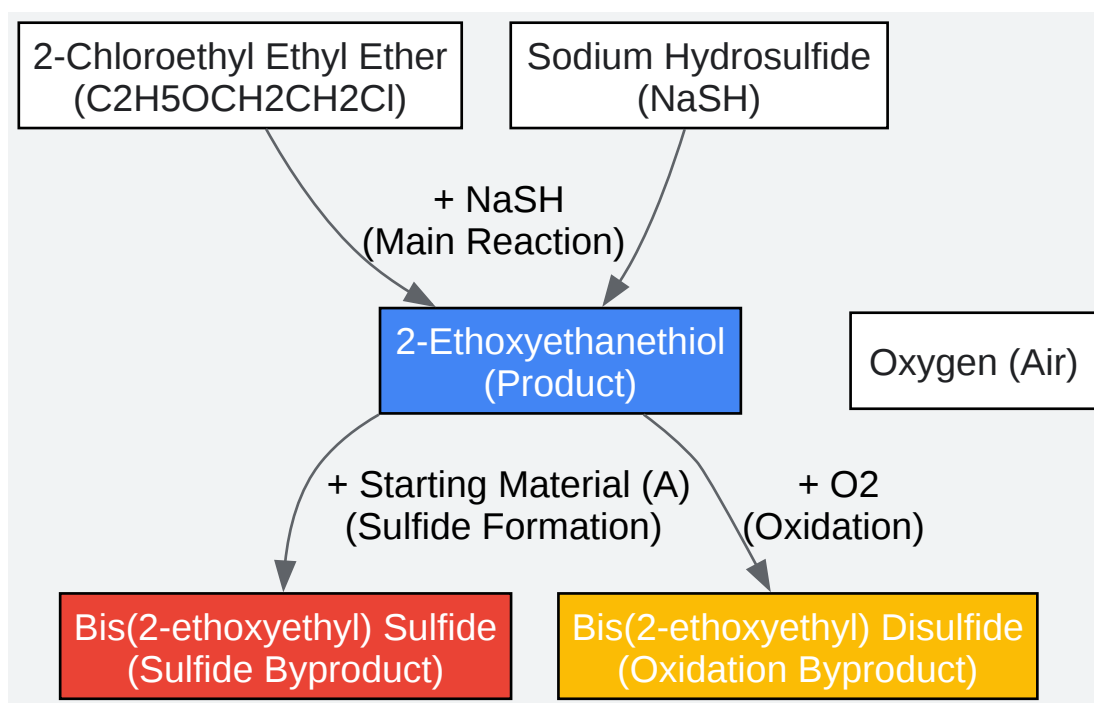 2-Chloroethyl Ethyl Ether
(C2H5OCH2CH2Cl)
Sodium Hydrosulfide
(NaSH)
+ NaSH
(Main Reaction)
2-Ethoxyethanethiol
(Product)
Oxygen (Air)
+ Starting Material (A)
(Sulfide Formation)
+ O2
(Oxidation)
Bis(2-ethoxyethyl) Sulfide
(Sulfide Byproduct)
Bis(2-ethoxyethyl) Disulfide
(Oxidation Byproduct)